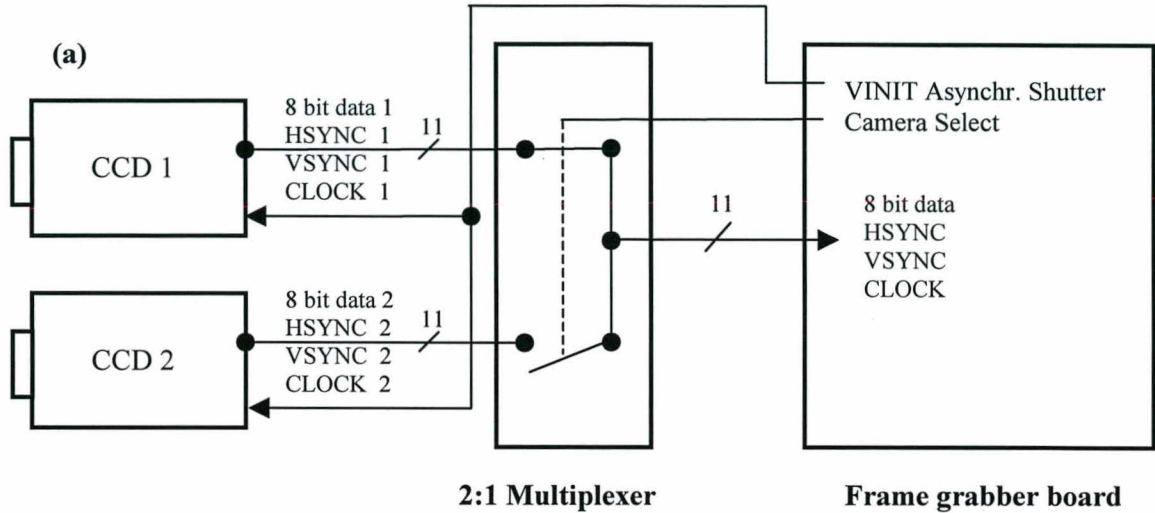 (a)
CCD 1
8 bit data 1
HSYNC 1
VSYNC 1
CLOCK 1
11
CCD 2
8 bit data 2
HSYNC 2
VSYNC 2
CLOCK 2
11
2:1 Multiplexer
11
VINIT Asynchr. Shutter
Camera Select
8 bit data
HSYNC
VSYNC
CLOCK
Frame grabber board